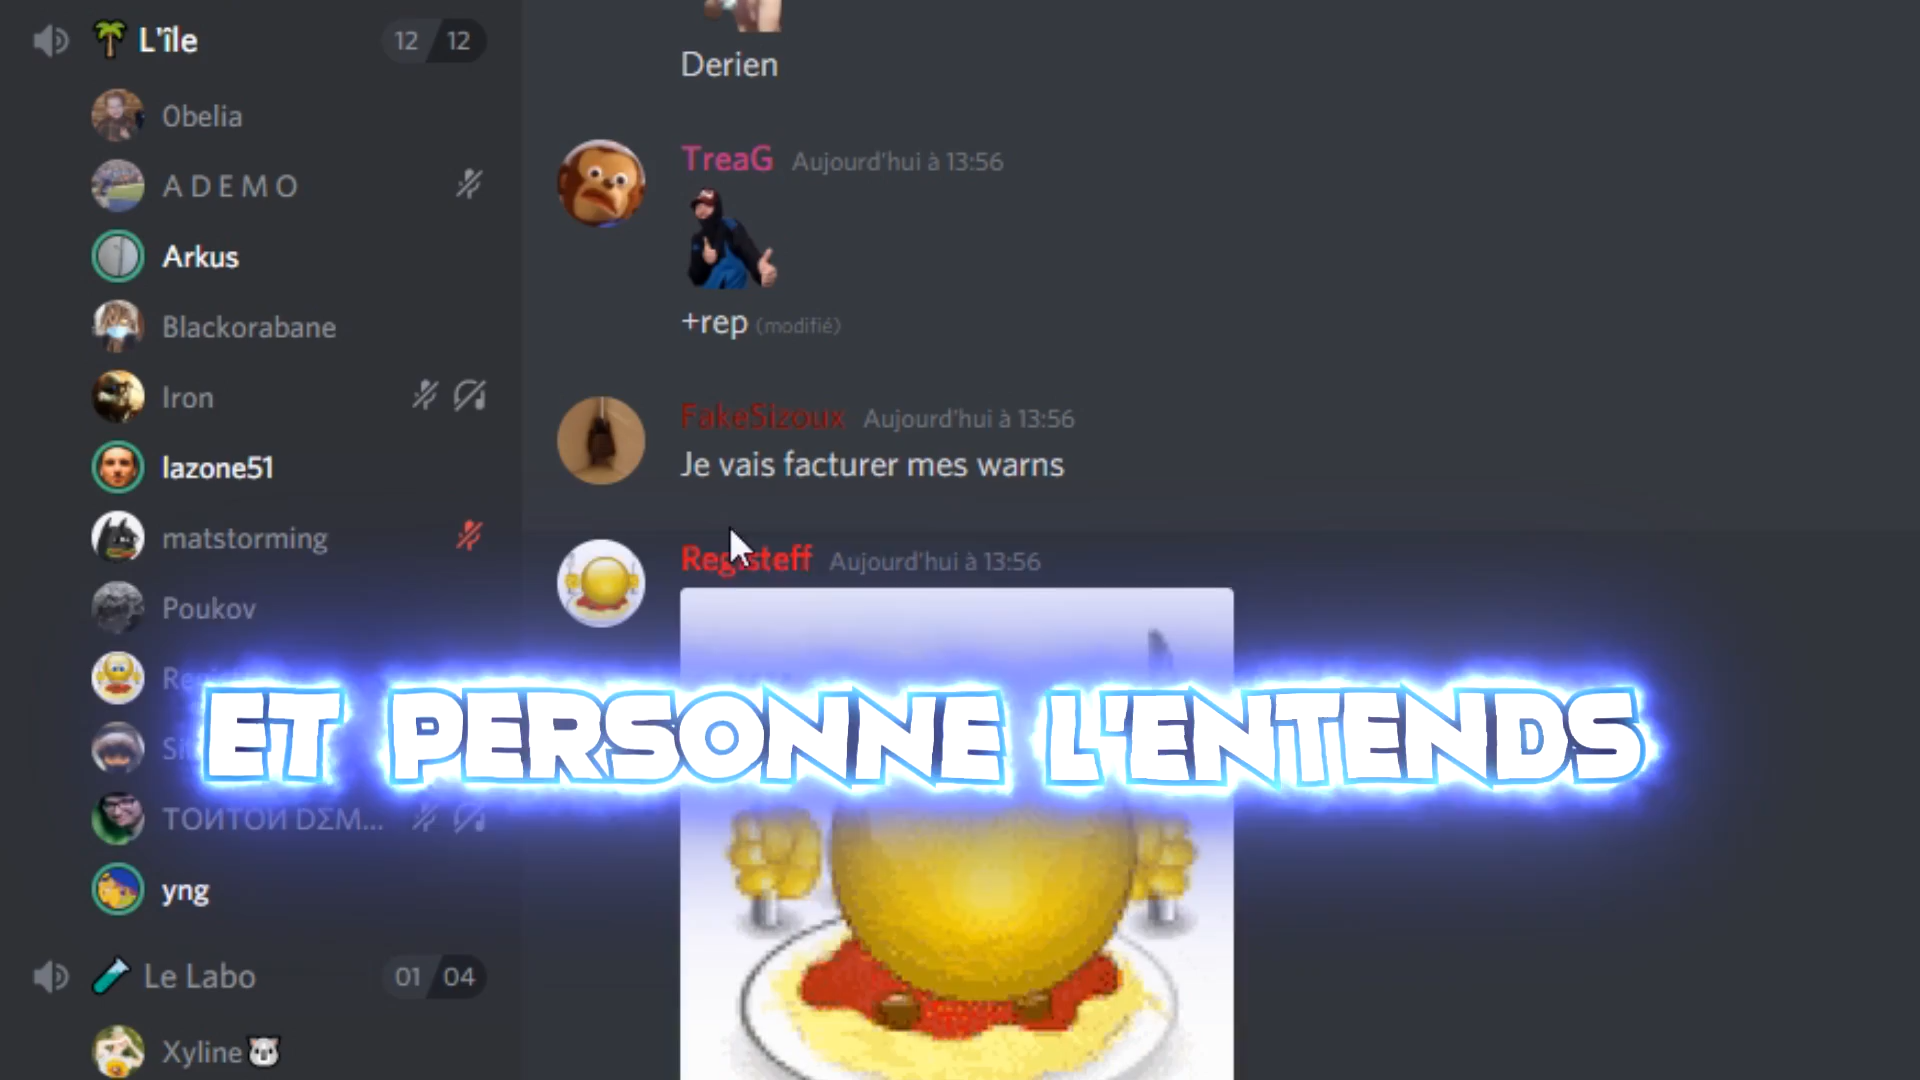 L'île 12 / 12
Obelia
A D E M O
Arkus
Blackorabane
Iron
lazone51
matstorming
Poukov
TOИTOИ DΣM...
yng
Le Labo 01 / 04
Xyline
Derien
TreaG Aujourd'hui à 13:56
+rep (modifié)
FakeSizoux Aujourd'hui à 13:56
Je vais facturer mes warns
Aujourd'hui à 13:56
ET PERSONNE L'ENTENDS